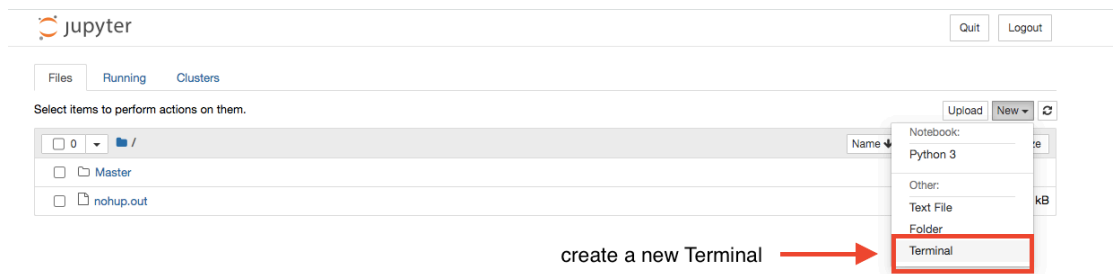 jupyter
Quit Logout
Files Running Clusters
Select items to perform actions on them.
Upload New
0 / Name
Notebook:
Python 3
Master
Other:
nohup.out
Text File
kB
Folder
create a new Terminal
Terminal